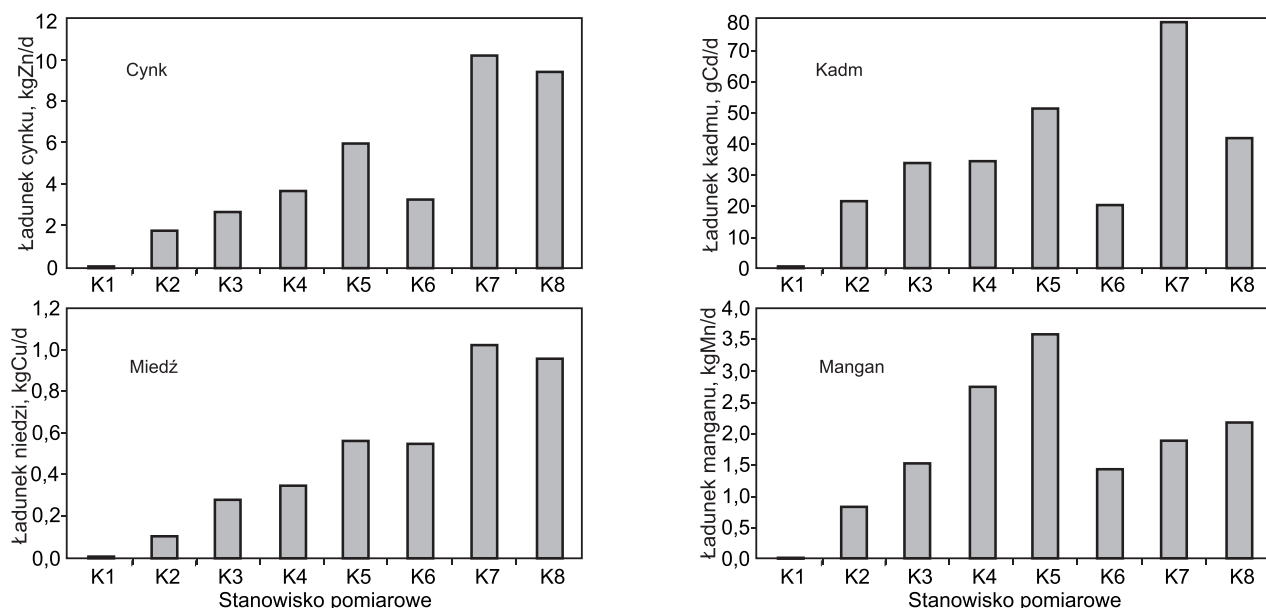 Ładunek cynku, kgZn/d
12
10
8
6
4
2
0
Cynk
K1 K2 K3 K4 K5 K6 K7 K8
Ładunek kadmu, gCd/d
80
70
60
50
40
30
20
10
0
Kadm
K1 K2 K3 K4 K5 K6 K7 K8
Ładunek niedzi, kgCu/d
1,2
1,0
0,8
0,6
0,4
0,2
0,0
Miedź
K1 K2 K3 K4 K5 K6 K7 K8
Stanowisko pomiarowe
Ładunek manganu, kgMn/d
4,0
3,5
3,0
2,5
2,0
1,5
1,0
0,5
0,0
Mangan
K1 K2 K3 K4 K5 K6 K7 K8
Stanowisko pomiarowe